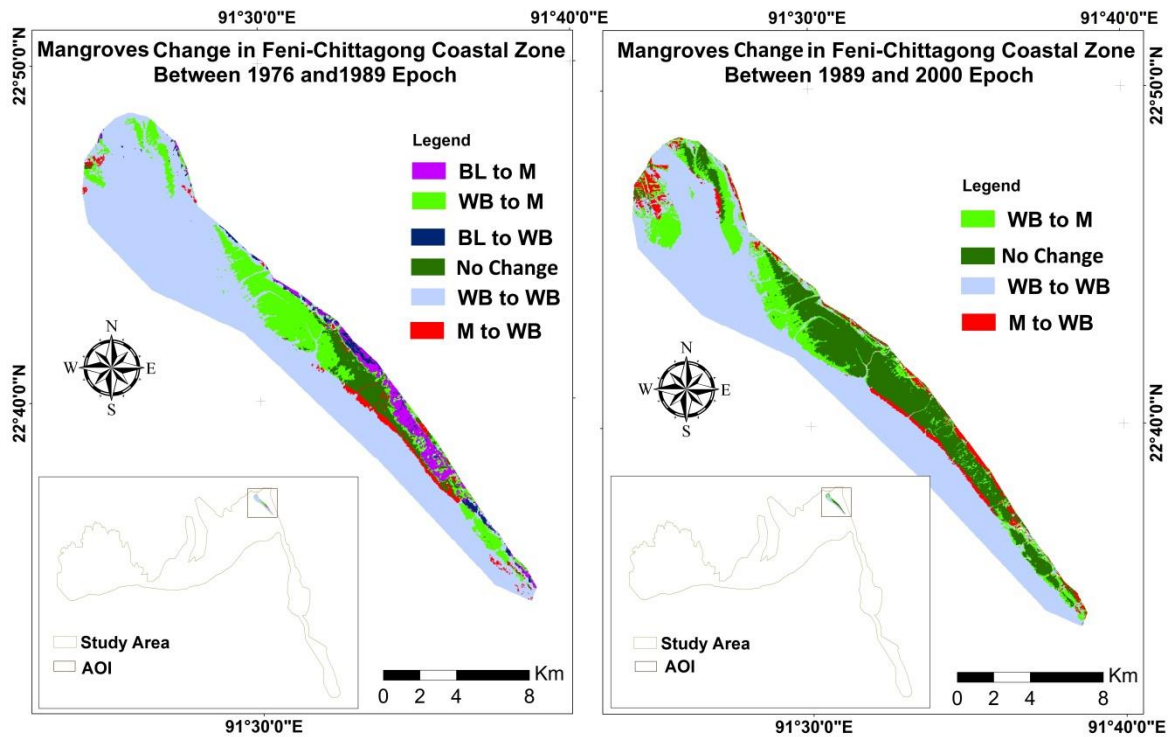 91°30'0"E 91°40'0"E
Mangroves Change in Feni-Chittagong Coastal Zone
Between 1976 and1989 Epoch
22°50'0"N
Legend
BL to M
WB to M
BL to WB
No Change
WB to WB
M to WB
N
W E
S
22°40'0"N
Study Area
AOI
Km
0 2 4 8
91°30'0"E 91°40'0"E
91°30'0"E 91°40'0"E
Mangroves Change in Feni-Chittagong Coastal Zone
Between 1989 and 2000 Epoch
22°50'0"N
Legend
WB to M
No Change
WB to WB
M to WB
N
W E
S
22°40'0"N
Study Area
AOI
Km
0 2 4 8
91°30'0"E 91°40'0"E